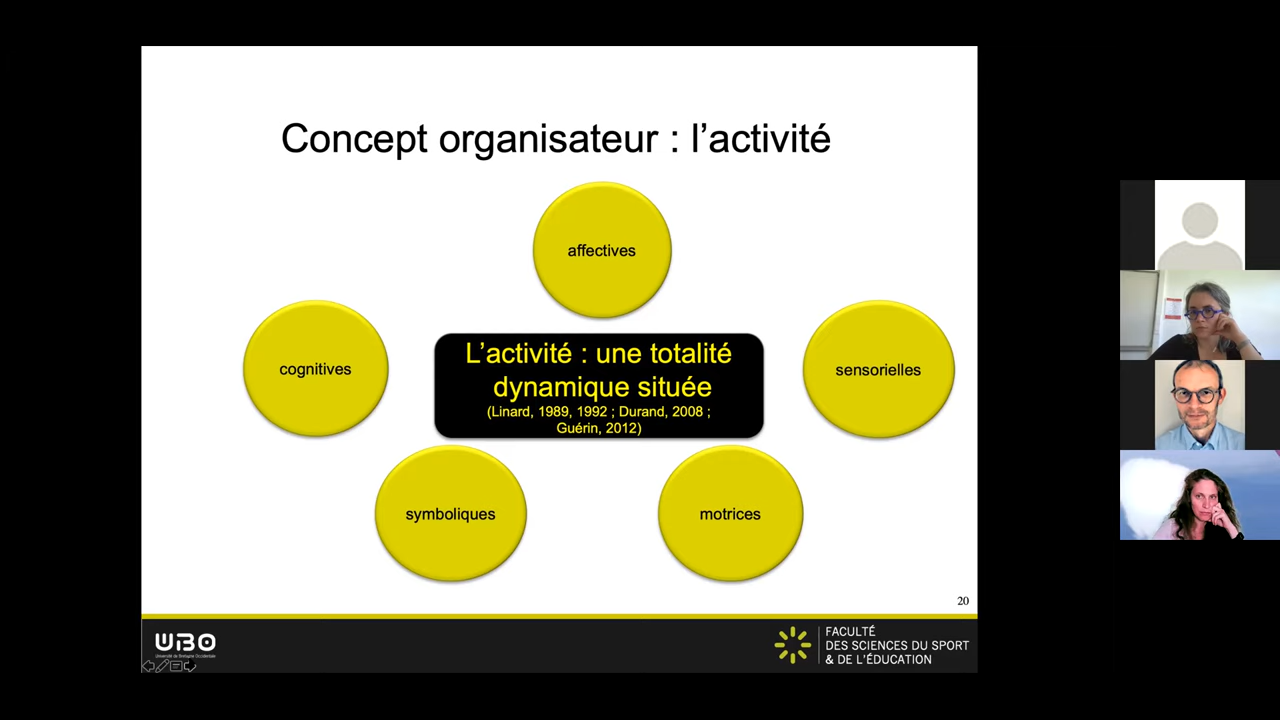 Concept organisateur : l’activité
affectives
cognitives
L’activité : une totalité
dynamique située
(Linard, 1989, 1992 ; Durand, 2008 ;
Guérin, 2012)
sensorielles
symboliques
motrices
20
UBO
Université de Bretagne Occidentale
FACULTÉ
DES SCIENCES DU SPORT
& DE L’ÉDUCATION